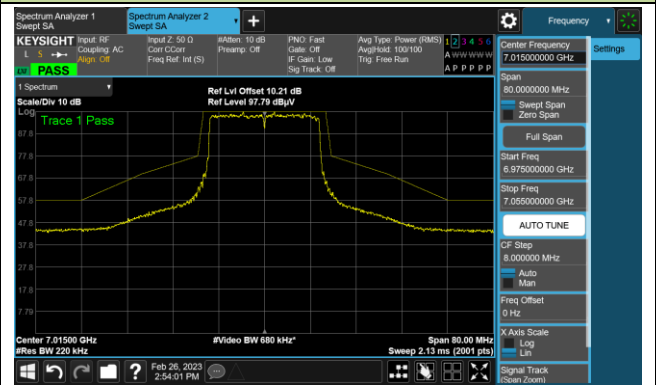 Spectrum Analyzer 1
Swept SA
Spectrum Analyzer 2
Swept SA
Frequency
KEYSIGHT
L S
LXI PASS
Input: RF
Coupling: AC
Align: Off
Input Z: 50 Ω
Corr CCorr
Freq Ref: Int (S)
#Atten: 10 dB
Preamp: Off
PNO: Fast
Gate: Off
IF Gain: Low
Sig Track: Off
Avg Type: Power (RMS)
Avg|Hold: 100/100
Trig: Free Run
1 2 3 4 5 6
A W W W W W
A P P P P P
1 Spectrum
Scale/Div 10 dB
Ref Lvl Offset 10.21 dB
Ref Level 97.79 dBµV
Log
Trace 1 Pass
87.8
77.8
67.8
57.8
47.8
37.8
27.8
17.8
7.79
Center 7.01500 GHz
#Res BW 220 kHz
#Video BW 680 kHz*
Span 80.00 MHz
Sweep 2.13 ms (2001 pts)
Feb 26, 2023
2:54:01 PM
Center Frequency
7.015000000 GHz
Settings
Span
80.0000000 MHz
Swept Span
Zero Span
Full Span
Start Freq
6.975000000 GHz
Stop Freq
7.055000000 GHz
AUTO TUNE
CF Step
8.000000 MHz
Auto
Man
Freq Offset
0 Hz
X Axis Scale
Log
Lin
Signal Track
(Span Zoom)